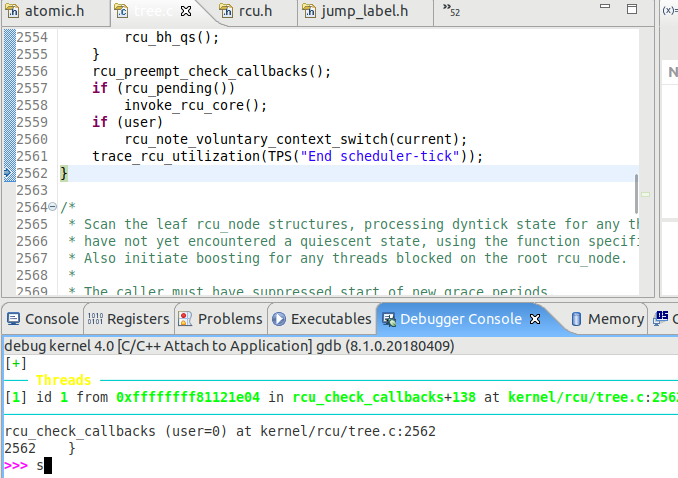 atomic.h tree.c rcu.h jump_label.h »52 (x)=
2554 rcu_bh_qs();
2555 }
2556 rcu_preempt_check_callbacks();
2557 if (rcu_pending())
2558 invoke_rcu_core();
2559 if (user)
2560 rcu_note_voluntary_context_switch(current);
2561 trace_rcu_utilization(TPS("End scheduler-tick"));
2562 }
2563
2564 /*
2565 * Scan the leaf rcu_node structures, processing dyntick state for any th
2566 * have not yet encountered a quiescent state, using the function specifi
2567 * Also initiate boosting for any threads blocked on the root rcu_node.
2568 *
2569 * The caller must have suppressed start of new grace periods
N
Console Registers Problems Executables Debugger Console Memory
debug kernel 4.0 [C/C++ Attach to Application] gdb (8.1.0.20180409)
[+]
Threads
[1] id 1 from 0xffffffff81121e04 in rcu_check_callbacks+138 at kernel/rcu/tree.c:2562
rcu_check_callbacks (user=0) at kernel/rcu/tree.c:2562
2562 }
>>> s